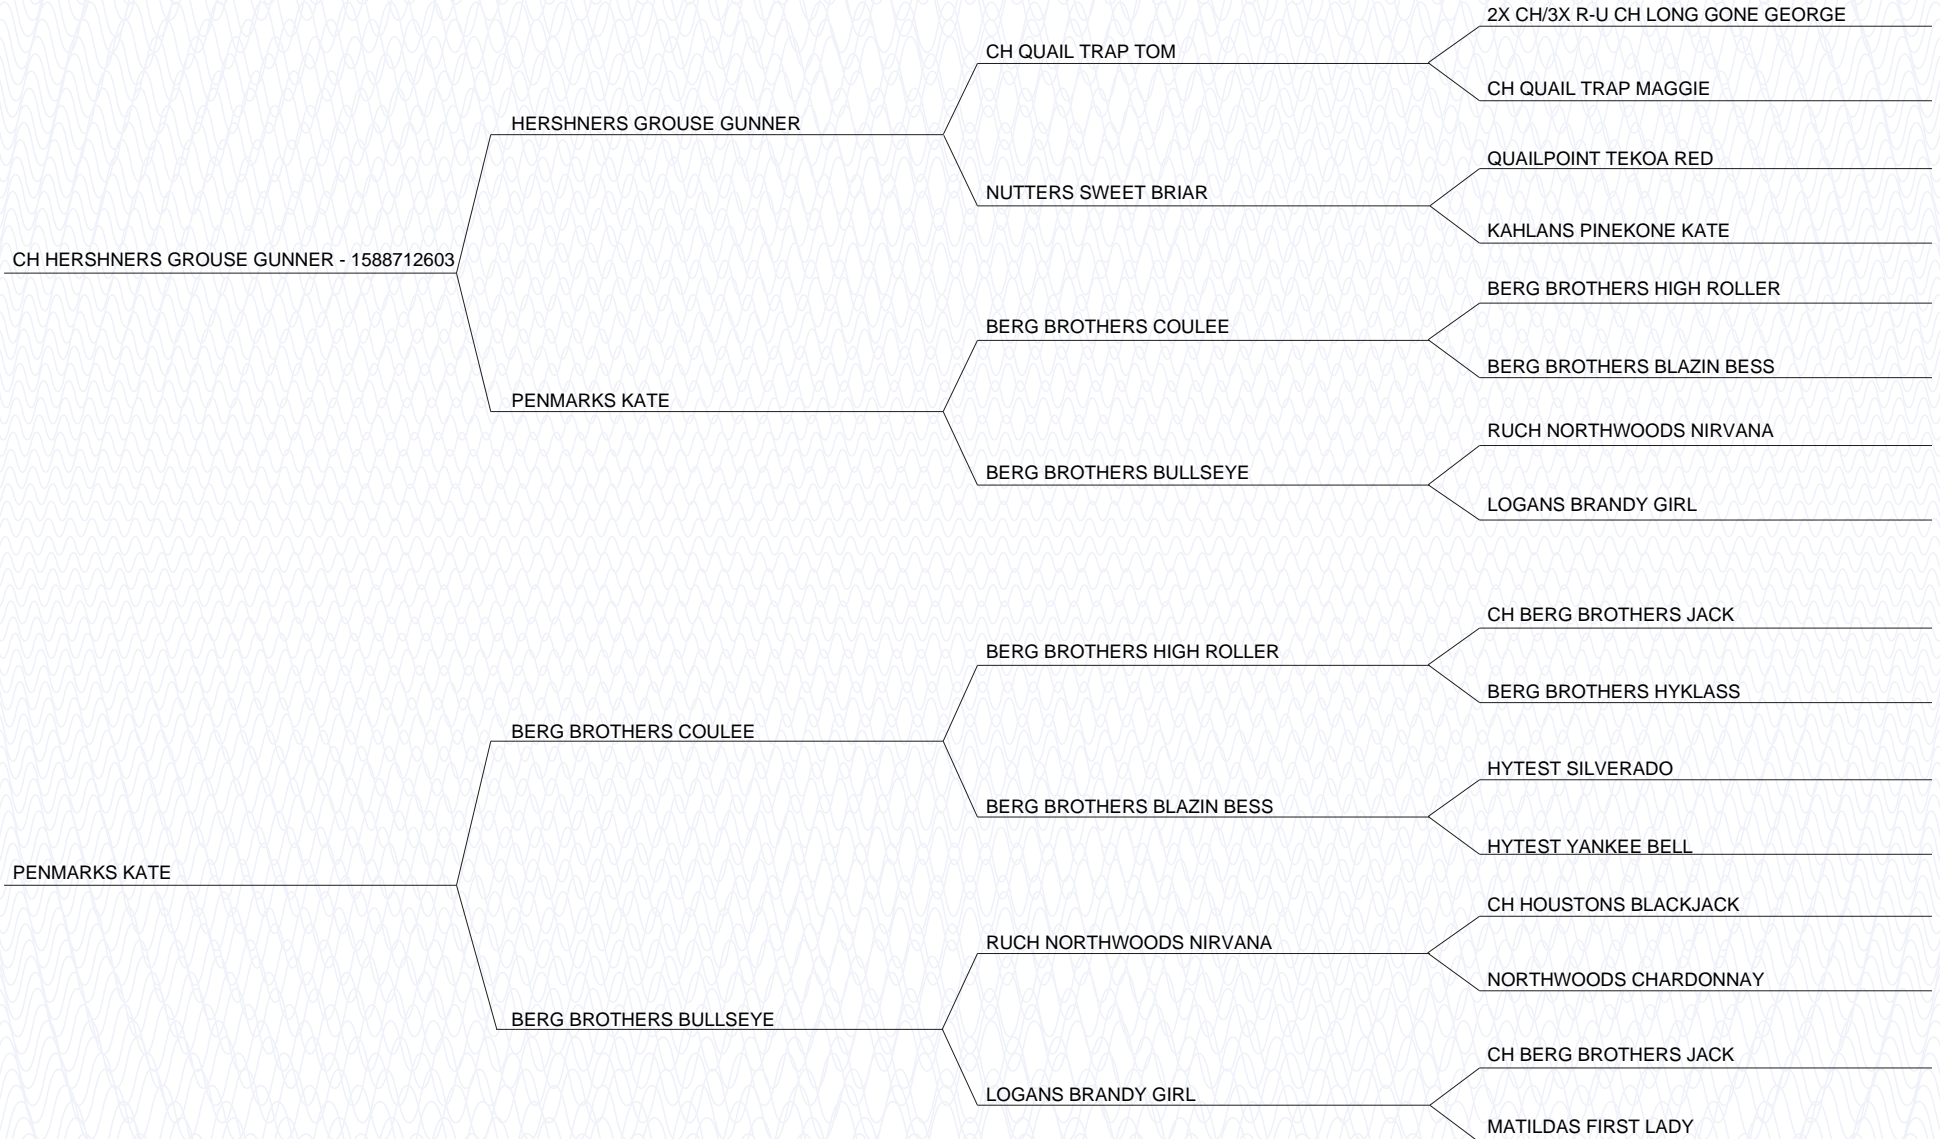 2X CH/3X R-U CH LONG GONE GEORGE
CH QUAIL TRAP TOM
CH QUAIL TRAP MAGGIE
HERSHNERS GROUSE GUNNER
QUAILPOINT TEKOA RED
NUTTERS SWEET BRIAR
KAHLANS PINEKONE KATE
CH HERSHNERS GROUSE GUNNER - 1588712603
BERG BROTHERS HIGH ROLLER
BERG BROTHERS COULEE
BERG BROTHERS BLAZIN BESS
PENMARKS KATE
RUCH NORTHWOODS NIRVANA
BERG BROTHERS BULLSEYE
LOGANS BRANDY GIRL
CH BERG BROTHERS JACK
BERG BROTHERS HIGH ROLLER
BERG BROTHERS HYKLASS
BERG BROTHERS COULEE
HYTEST SILVERADO
BERG BROTHERS BLAZIN BESS
HYTEST YANKEE BELL
PENMARKS KATE
CH HOUSTONS BLACKJACK
RUCH NORTHWOODS NIRVANA
NORTHWOODS CHARDONNAY
BERG BROTHERS BULLSEYE
CH BERG BROTHERS JACK
LOGANS BRANDY GIRL
MATILDAS FIRST LADY